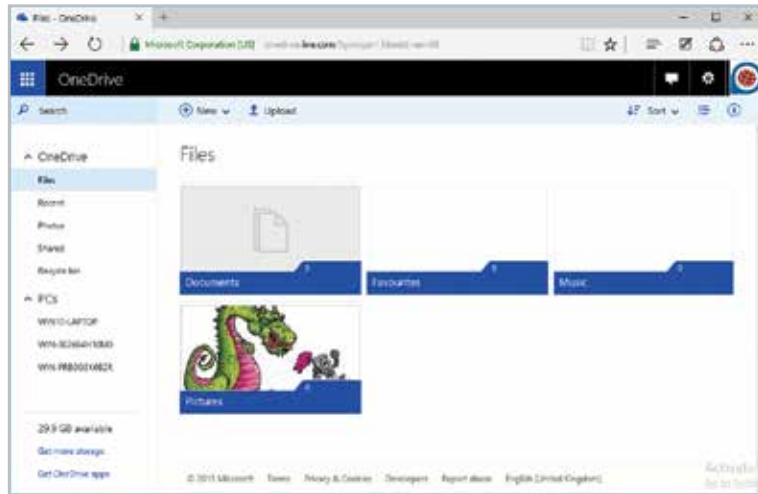 Files - OneDrive
Microsoft Corporation [US]
OneDrive
Search
New
Upload
Sort
OneDrive
Files
Recent
Photos
Shared
Recycle bin
PCs
WIN10-LAPTOP
29.9 GB available
Get more storage
Get OneDrive apps
Files
Documents
Favourites
Music
Pictures
© 2015 Microsoft Terms Privacy & Cookies Developers Report abuse English (United Kingdom)